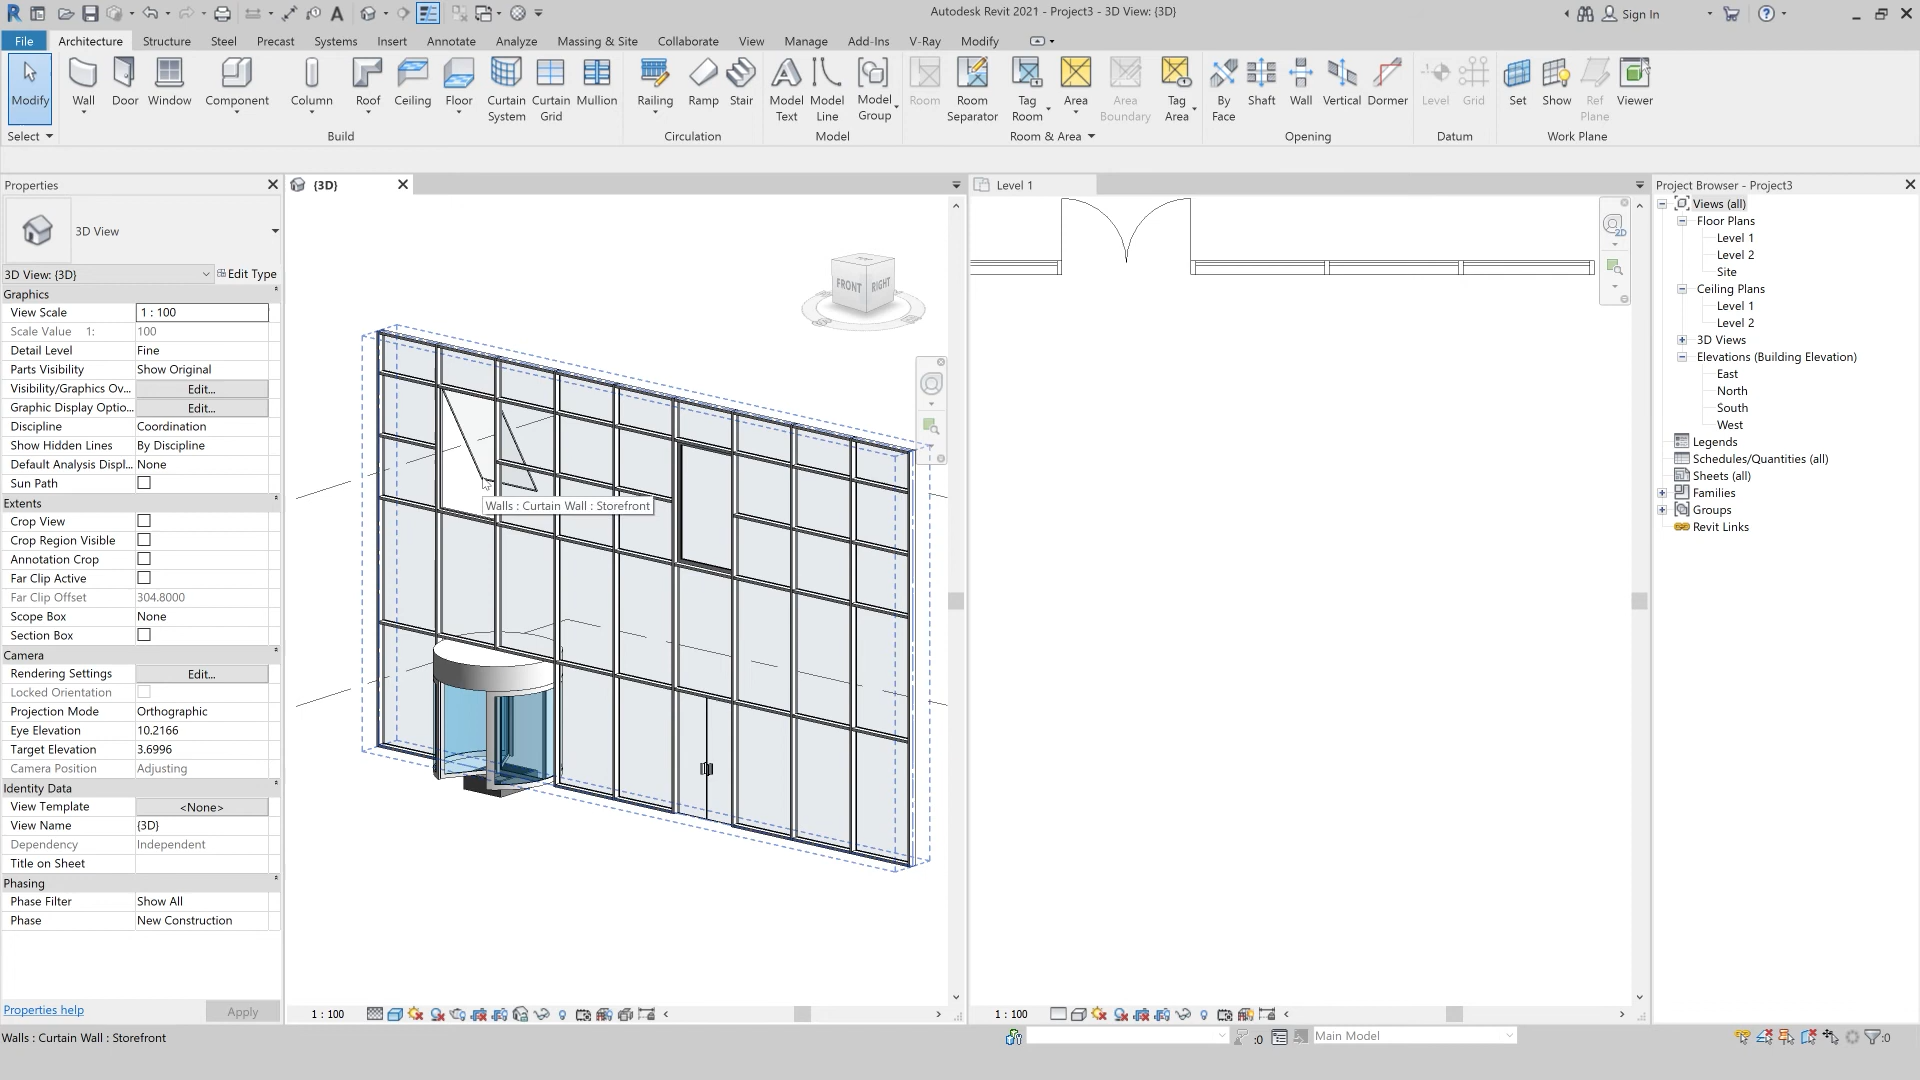 Autodesk Revit 2021 - Project3 - 3D View: {3D}
Sign In
File
Architecture
Structure
Steel
Precast
Systems
Insert
Annotate
Analyze
Massing & Site
Collaborate
View
Manage
Add-Ins
V-Ray
Modify
Modify
Wall
Door
Window
Component
Column
Roof
Ceiling
Floor
Curtain System
Curtain Grid
Mullion
Railing
Ramp
Stair
Model Text
Model Line
Model Group
Room
Room Separator
Tag Room
Area
Area Boundary
Tag Area
By Face
Shaft
Wall
Vertical
Dormer
Level
Grid
Set
Show
Ref Plane
Viewer
Select
Build
Circulation
Model
Room & Area
Opening
Datum
Work Plane
Properties
3D View
3D View: {3D}
Edit Type
Graphics
View Scale 1 : 100
Scale Value 1: 100
Detail Level Fine
Parts Visibility Show Original
Visibility/Graphics Ov... Edit...
Graphic Display Optio... Edit...
Discipline Coordination
Show Hidden Lines By Discipline
Default Analysis Displ... None
Sun Path
Extents
Crop View
Crop Region Visible
Annotation Crop
Far Clip Active
Far Clip Offset 304.8000
Scope Box None
Section Box
Camera
Rendering Settings Edit...
Locked Orientation
Projection Mode Orthographic
Eye Elevation 10.2166
Target Elevation 3.6996
Camera Position Adjusting
Identity Data
View Template <None>
View Name {3D}
Dependency Independent
Title on Sheet
Phasing
Phase Filter Show All
Phase New Construction
Properties help
Apply
{3D}
FRONT
RIGHT
Walls : Curtain Wall : Storefront
1 : 100
Level 1
2D
1 : 100
Project Browser - Project3
Views (all)
Floor Plans
Level 1
Level 2
Site
Ceiling Plans
Level 1
Level 2
3D Views
Elevations (Building Elevation)
East
North
South
West
Legends
Schedules/Quantities (all)
Sheets (all)
Families
Groups
Revit Links
Walls : Curtain Wall : Storefront
:0
Main Model
:0